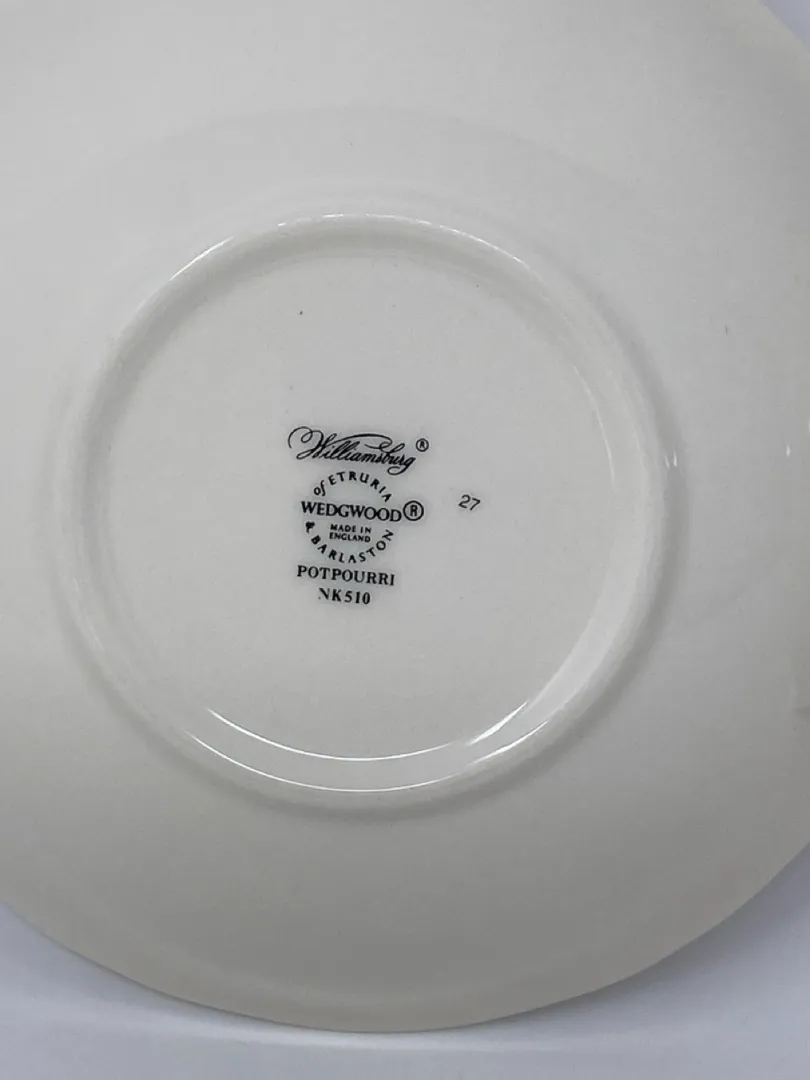 Williamsburg®
of ETRURIA
WEDGWOOD®
MADE IN
ENGLAND
& BARLASTON
POTPOURRI
NK510
27